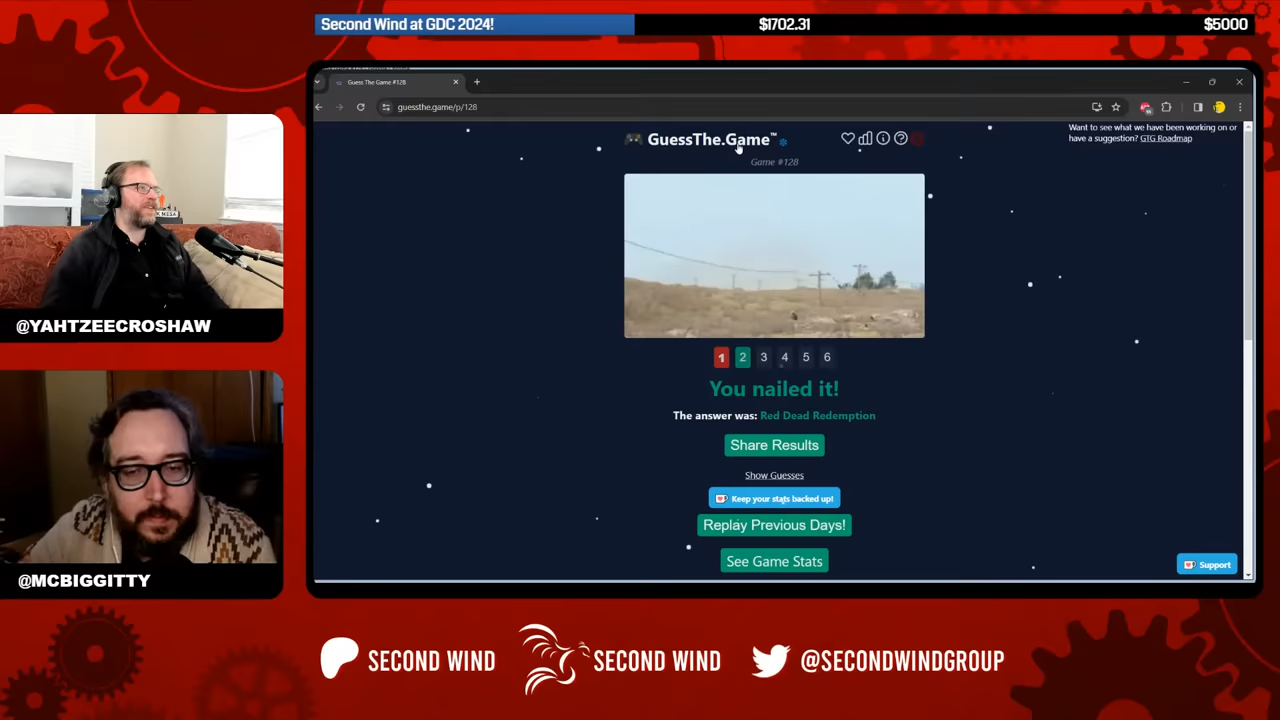 Second Wind at GDC 2024!
$1702.31
$5000
Guess The Game #128
guessthe.game/p/128
Want to see what we have been working on or
have a suggestion? GTG Roadmap
GuessThe.Game™
Game #128
1 2 3 4 5 6
You nailed it!
The answer was: Red Dead Redemption
Share Results
Show Guesses
Keep your stats backed up!
Replay Previous Days!
See Game Stats
Support
@YAHTZEECROSHAW
@MCBIGGITTY
SECOND WIND
SECOND WIND
@SECONDWINDGROUP